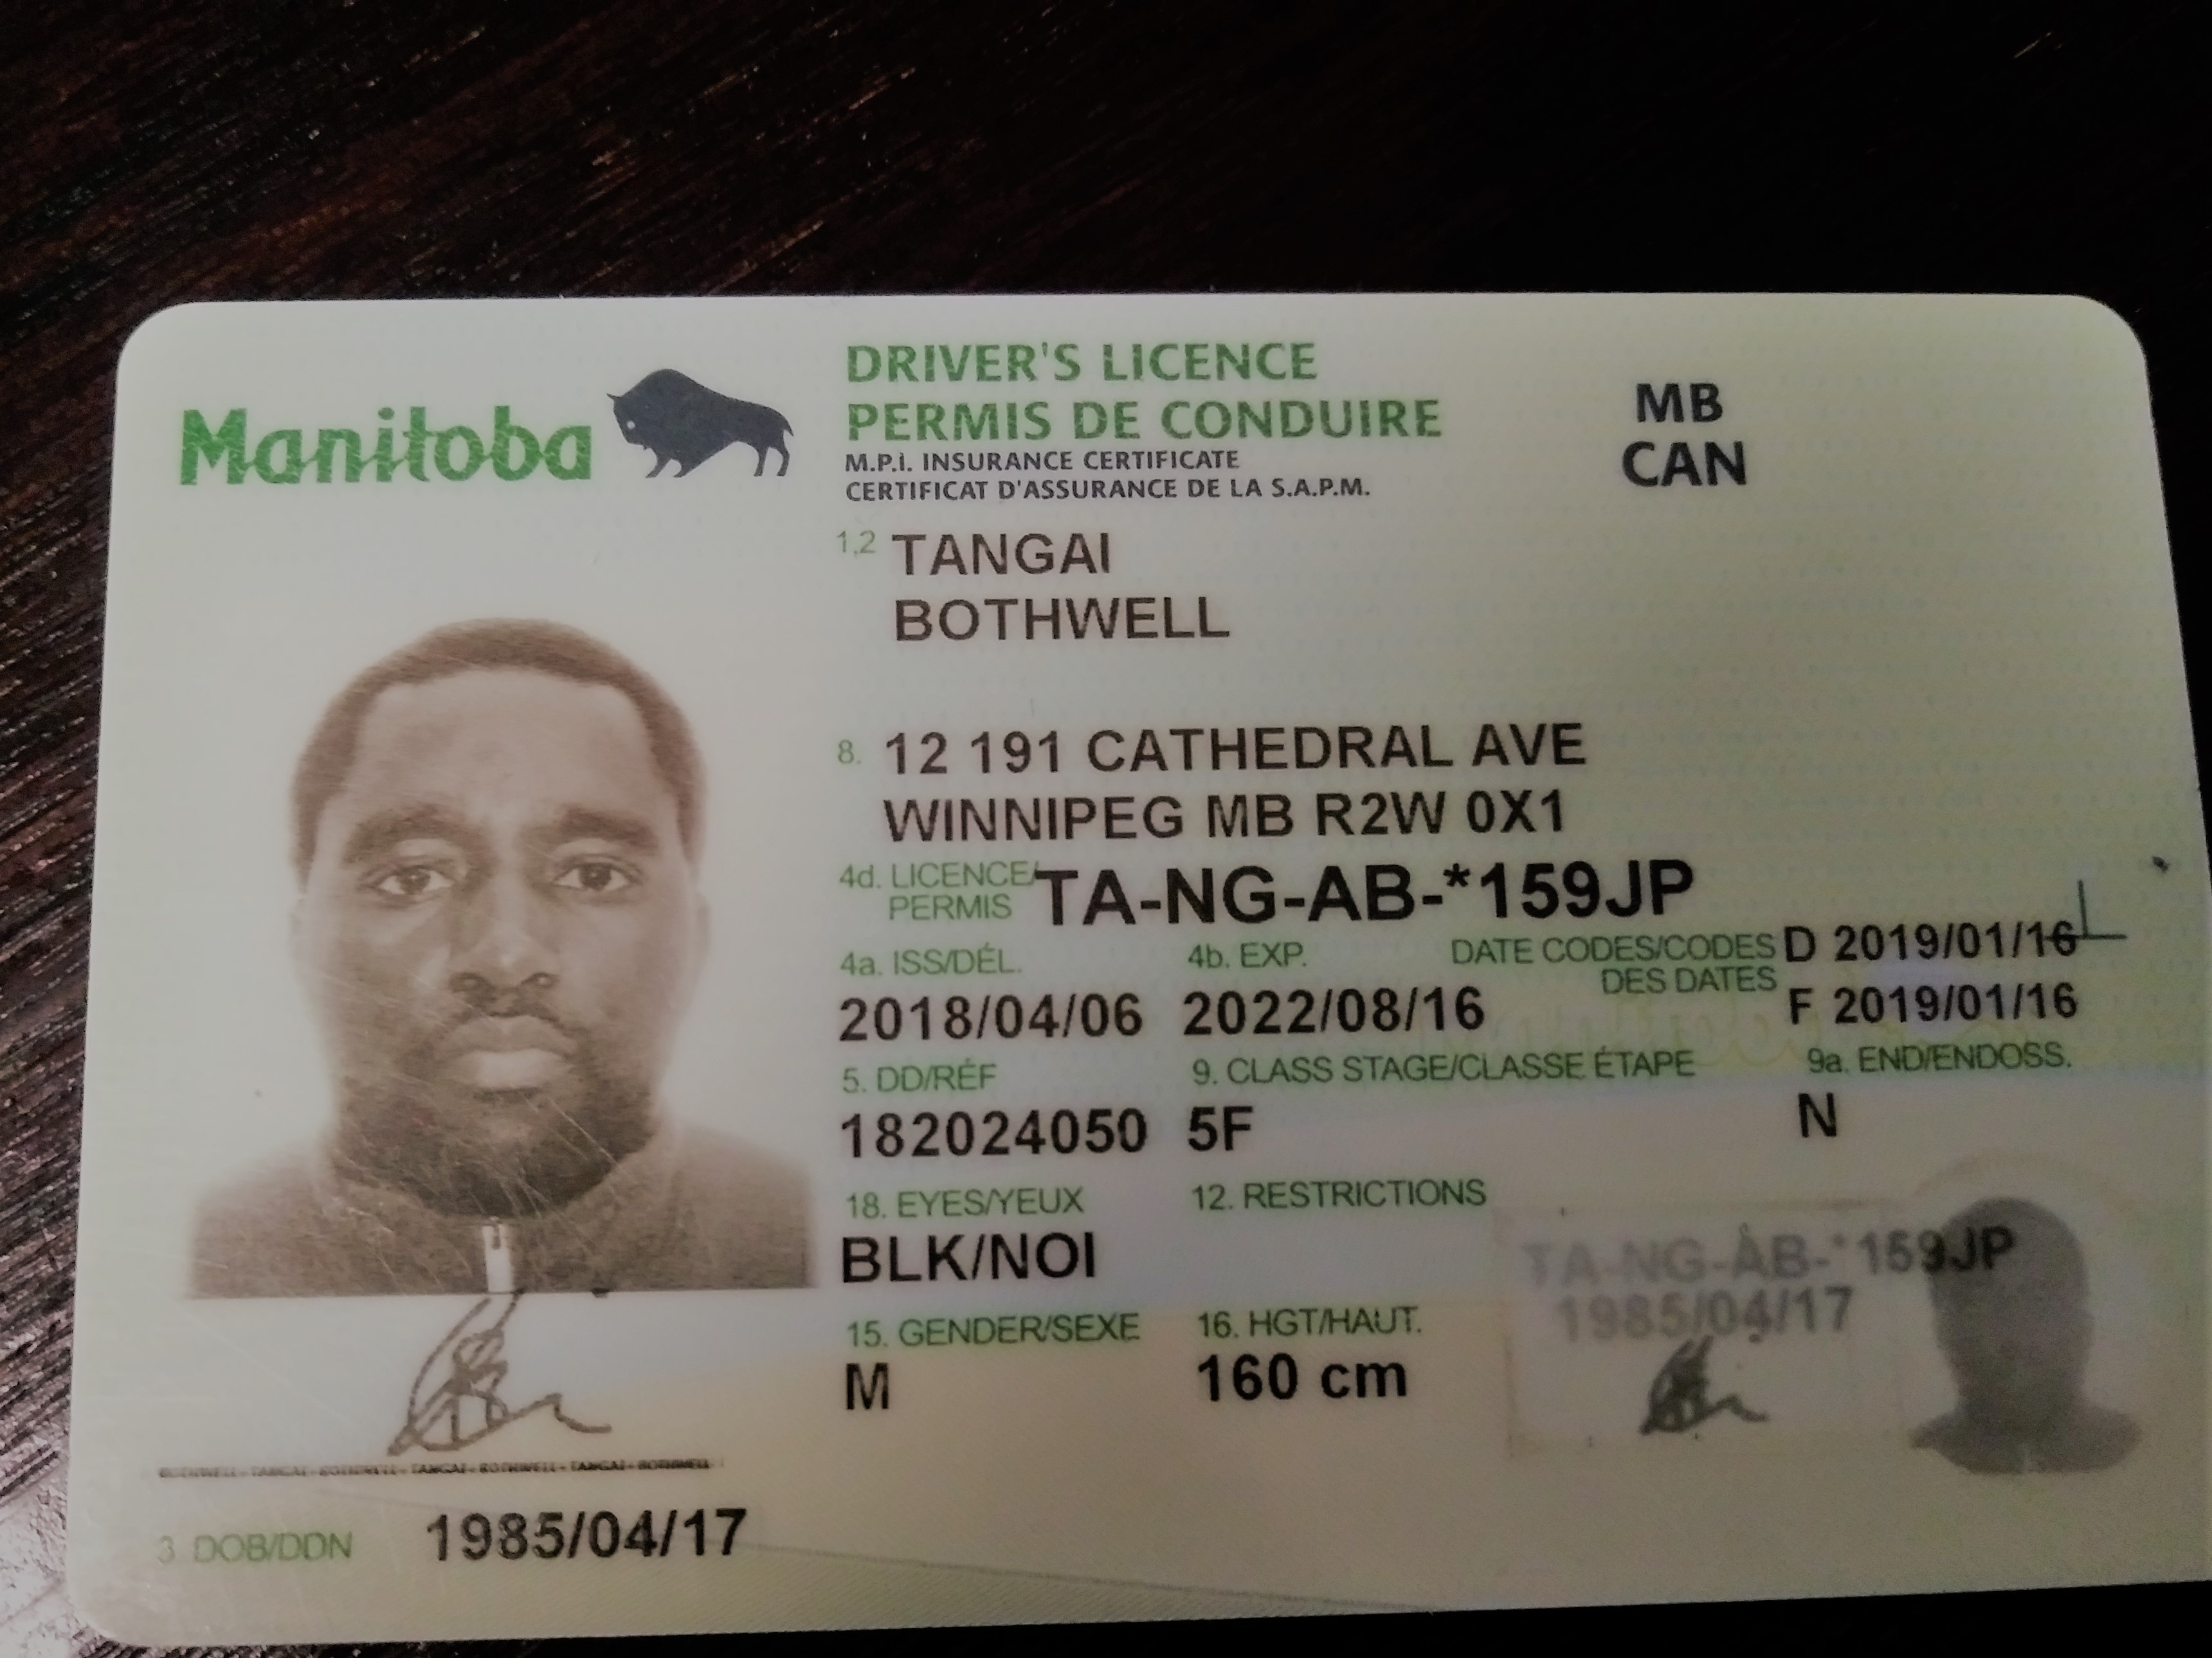 Manitoba
DRIVER'S LICENCE
PERMIS DE CONDUIRE
M.P.I. INSURANCE CERTIFICATE
CERTIFICAT D'ASSURANCE DE LA S.A.P.M.
MB
CAN
1,2 TANGAI
BOTHWELL
8. 12 191 CATHEDRAL AVE
WINNIPEG MB R2W 0X1
4d. LICENCE/ TA-NG-AB-*159JP
PERMIS
4a. ISS/DÉL. 4b. EXP. DATE CODES/CODES D 2019/01/16
DES DATES F 2019/01/16
2018/04/06 2022/08/16
5. DD/RÉF 9. CLASS STAGE/CLASSE ÉTAPE 9a. END/ENDOSS.
182024050 5F N
18. EYES/YEUX 12. RESTRICTIONS
BLK/NOI
TA-NG-AB-*159JP
1985/04/17
15. GENDER/SEXE 16. HGT/HAUT.
M 160 cm
BOTHWELL-TANGAI-BOTHWELL-TANGAI-BOTHWELL-TANGAI-BOTHWELL
3. DOB/DDN 1985/04/17